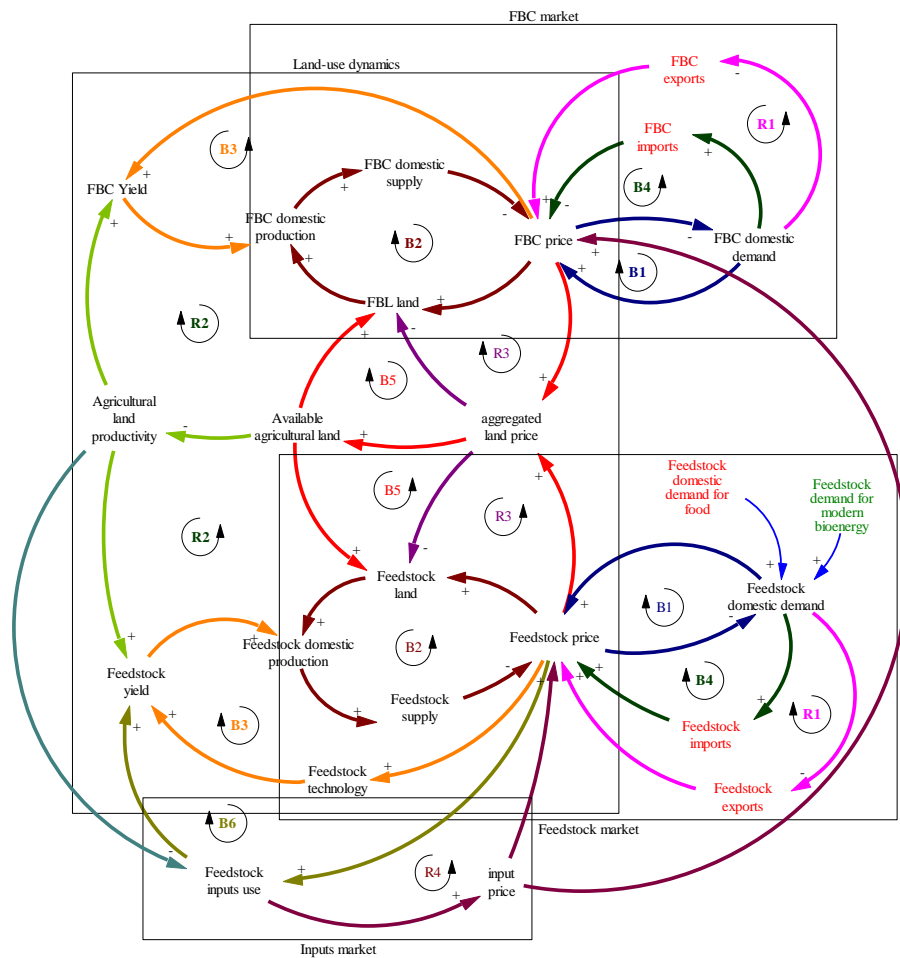 FBC market
Land-use dynamics
FBC
exports
-
R1
FBC
imports
+
B3
B4
+
FBC domestic
supply
+
FBC Yield
+
-
+
-
FBC domestic
production
+
B2
FBC price
-
FBC domestic
demand
+
+
+
B1
FBL land
+
+
-
R2
R3
B5
+
Agricultural
land
productivity
-
Available
agricultural land
+
aggregated
land price
+
B5
R3
Feedstock
domestic
demand for
food
Feedstock
demand for
modern
bioenergy
R2
+
-
+
+
Feedstock
land
+
Feedstock
domestic demand
+
B1
-
+
+
Feedstock domestic
production
B2
Feedstock price
Feedstock
yield
-
+
+
+
B4
+
Feedstock
supply
+
Feedstock
imports
+
R1
+
+
B3
+
Feedstock
technology
-
Feedstock
exports
B6
Feedstock market
-
Feedstock
inputs use
+
R4
input
price
+
Inputs market